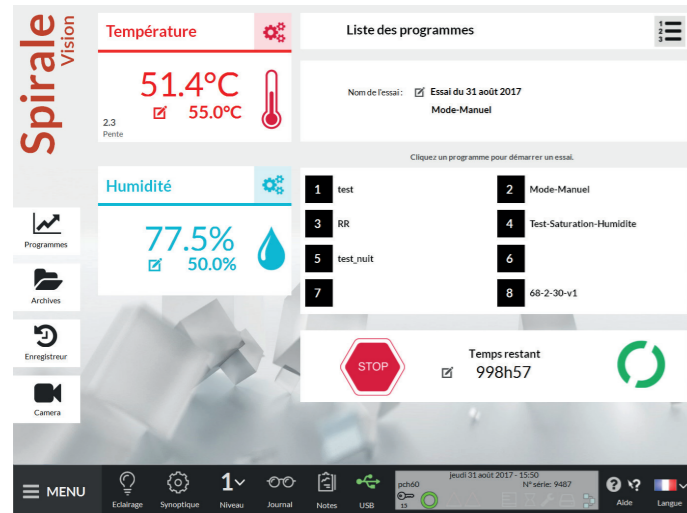 Spirale
Vision
Température
51.4°C
55.0°C
2.3
Pente
Humidité
77.5%
50.0%
Programmes
Archives
Enregistreur
Camera
Liste des programmes
1
2
3
Nom de l'essai : Essai du 31 août 2017
Mode-Manuel
Cliquez un programme pour démarrer un essai.
1 test
2 Mode-Manuel
3 RR
4 Test-Saturation-Humidite
5 test_nuit
6
7
8 68-2-30-v1
STOP
Temps restant
998h57
MENU
Eclairage
Synoptique
1
Niveau
Journal
Notes
USB
jeudi 31 août 2017 - 15:50
pch60
N° série: 9487
15
Aide
Langue